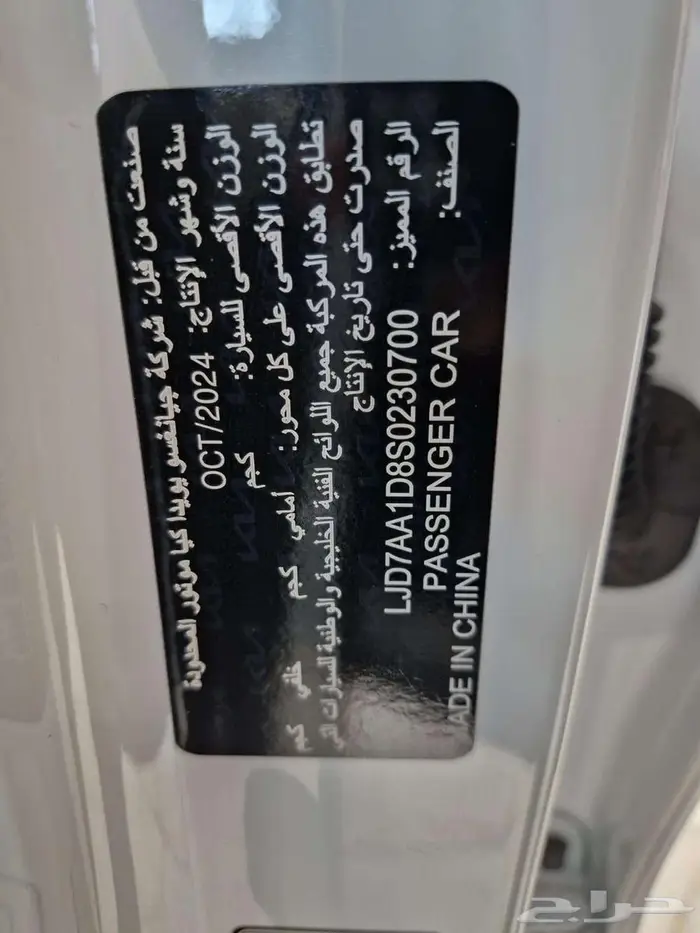 صنعت من قبل: شركة جيانغسو يويدا كيا موتور المحدودة
سنة وشهر الإنتاج: OCT/2024
الوزن الأقصى للسيارة: كجم
الوزن الأقصى على كل محور: أمامي كجم خلفي كجم
تطابق هذه المركبة جميع اللوائح الفنية الخليجية والوطنية للسيارات التي
صدرت حتى تاريخ الإنتاج
الرقم المميز: LJD7AA1D8S0230700
الصنف: PASSENGER CAR
ADE IN CHINA
حراج